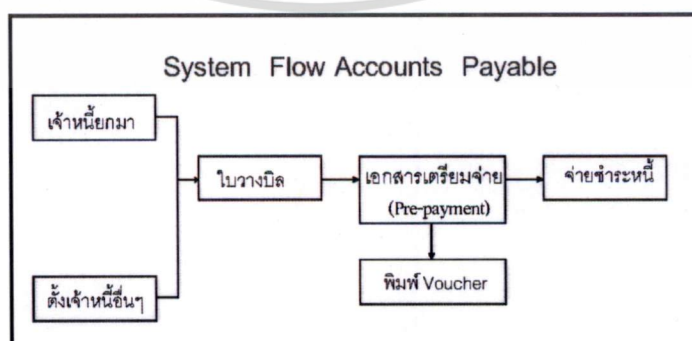 System Flow Accounts Payable
เจ้าหนี้ยกมา
ใบวางบิล
เอกสารเตรียมจ่าย
(Pre-payment)
จ่ายชำระหนี้
ตั้งเจ้าหนี้อื่นๆ
พิมพ์ Voucher